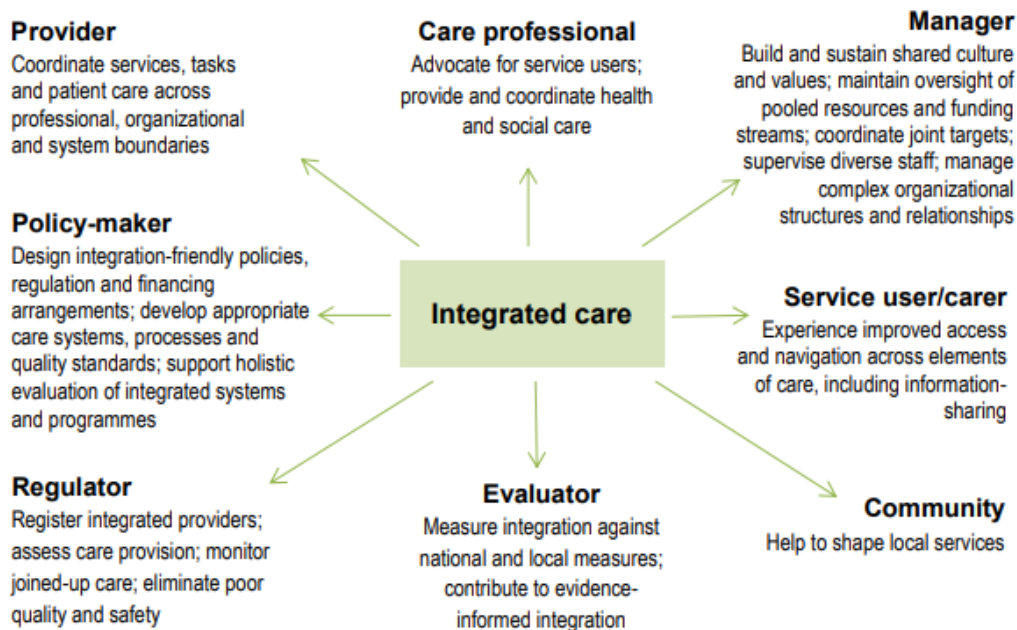 Provider
Coordinate services, tasks
and patient care across
professional, organizational
and system boundaries
Care professional
Advocate for service users;
provide and coordinate health
and social care
Manager
Build and sustain shared culture
and values; maintain oversight of
pooled resources and funding
streams; coordinate joint targets;
supervise diverse staff; manage
complex organizational
structures and relationships
Policy-maker
Design integration-friendly policies,
regulation and financing
arrangements; develop appropriate
care systems, processes and
quality standards; support holistic
evaluation of integrated systems
and programmes
Integrated care
Service user/carer
Experience improved access
and navigation across elements
of care, including information-
sharing
Regulator
Register integrated providers;
assess care provision; monitor
joined-up care; eliminate poor
quality and safety
Evaluator
Measure integration against
national and local measures;
contribute to evidence-
informed integration
Community
Help to shape local services